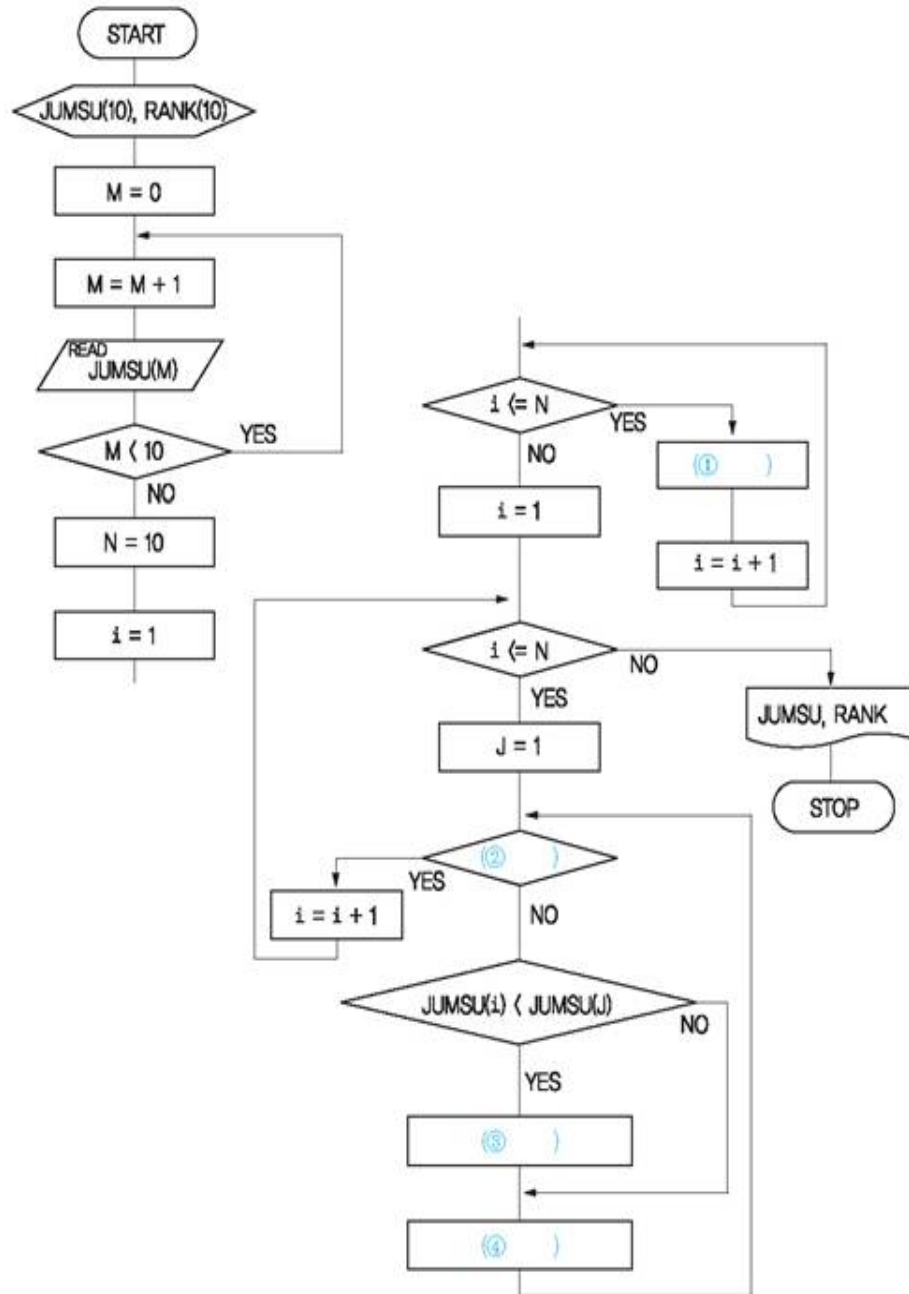 START
JUMSU(10), RANK(10)
M = 0
M = M + 1
READ
JUMSU(M)
M < 10
YES
NO
N = 10
i = 1
i <= N
YES
NO
(① )
i = i + 1
i = 1
i <= N
NO
YES
JUMSU, RANK
STOP
J = 1
(② )
YES
NO
i = i + 1
JUMSU(i) < JUMSU(J)
NO
YES
(③ )
(④ )